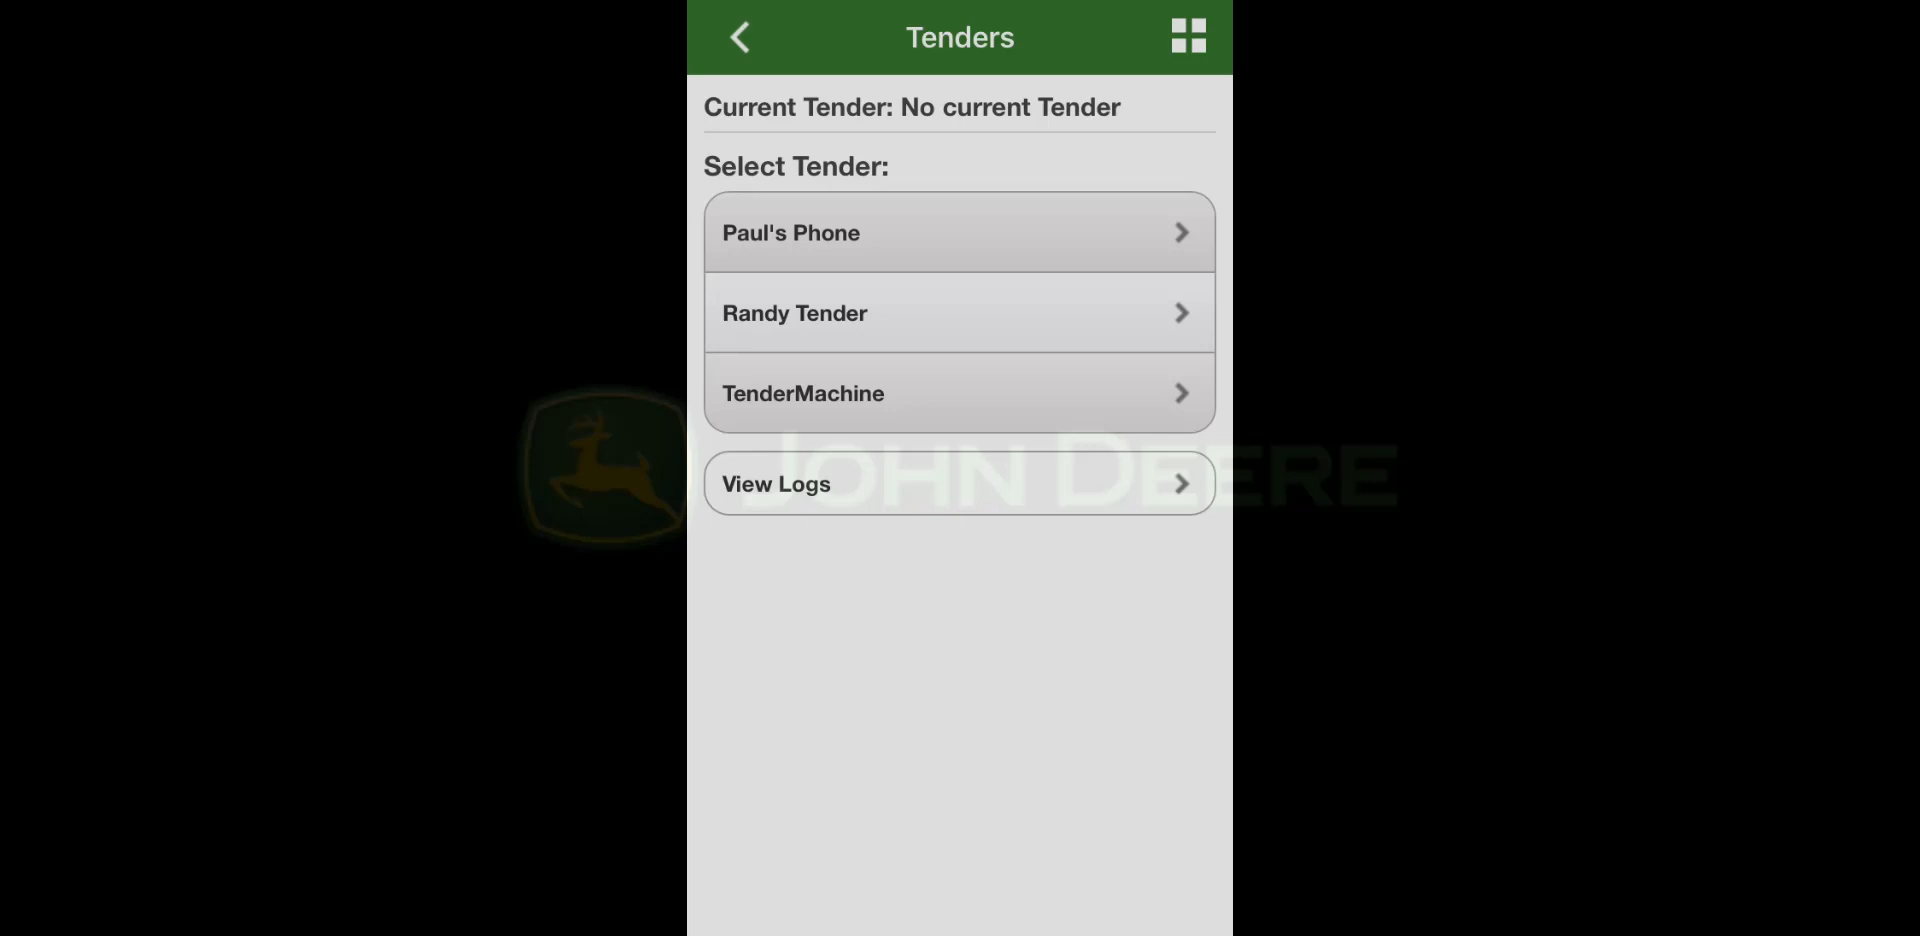 Tenders
Current Tender: No current Tender
Select Tender:
Paul's Phone
Randy Tender
TenderMachine
View Logs
JOHN DEERE